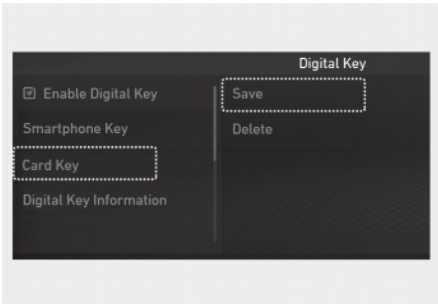 Digital Key
Enable Digital Key
Smartphone Key
Card Key
Digital Key Information
Save
Delete